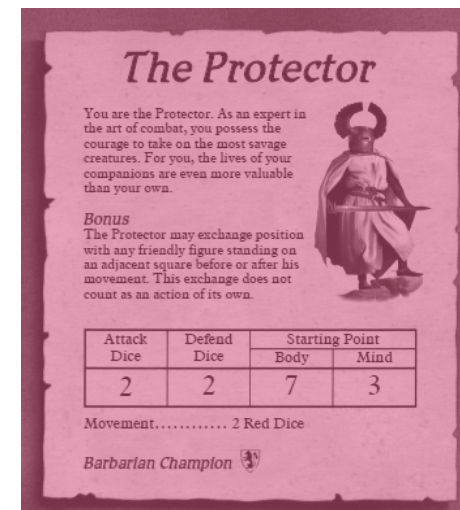 The Protector
You are the Protector. As an expert in
the art of combat, you possess the
courage to take on the most savage
creatures. For you, the lives of your
companions are even more valuable
than your own.
Bonus
The Protector may exchange position
with any friendly figure standing on
an adjacent square before or after his
movement. This exchange does not
count as an action of its own.
Attack Dice
Defend Dice
Starting Point
Body Mind
2 2 7 3
Movement............ 2 Red Dice
Barbarian Champion